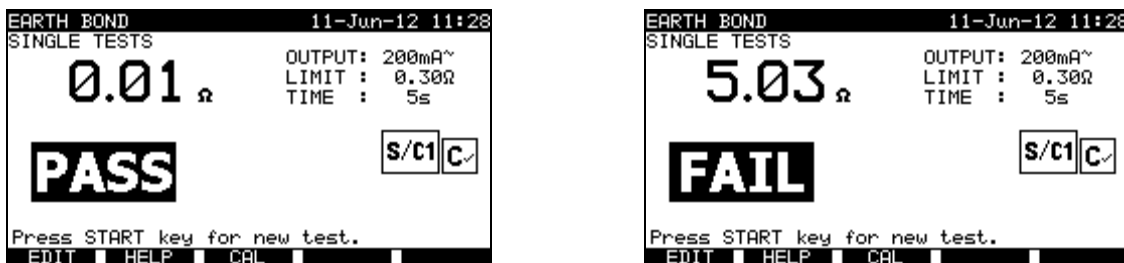 EARTH BOND 11-Jun-12 11:28
SINGLE TESTS
0.01 Ω
OUTPUT: 200mA~
LIMIT : 0.30Ω
TIME : 5s
S/C1 C✓
PASS
Press START key for new test.
EDIT HELP CAL
EARTH BOND 11-Jun-12 11:28
SINGLE TESTS
5.03 Ω
OUTPUT: 200mA~
LIMIT : 0.30Ω
TIME : 5s
S/C1 C✓
FAIL
Press START key for new test.
EDIT HELP CAL